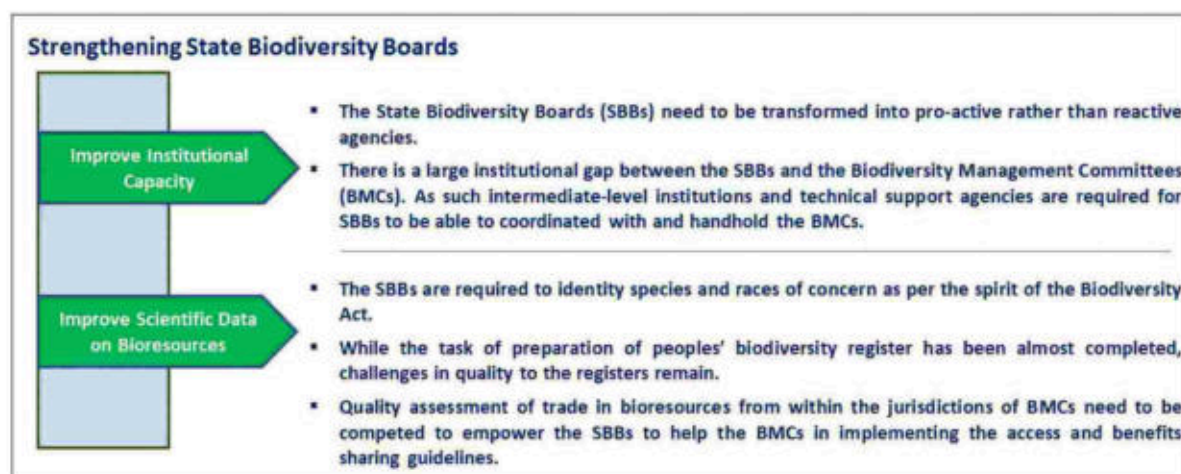 Strengthening State Biodiversity Boards
Improve Institutional
Capacity
▪ The State Biodiversity Boards (SBBs) need to be transformed into pro-active rather than reactive
agencies.
▪ There is a large institutional gap between the SBBs and the Biodiversity Management Committees
(BMCs). As such intermediate-level institutions and technical support agencies are required for
SBBs to be able to coordinated with and handhold the BMCs.
Improve Scientific Data
on Bioresources
▪ The SBBs are required to identity species and races of concern as per the spirit of the Biodiversity
Act.
▪ While the task of preparation of peoples' biodiversity register has been almost completed,
challenges in quality to the registers remain.
▪ Quality assessment of trade in bioresources from within the jurisdictions of BMCs need to be
competed to empower the SBBs to help the BMCs in implementing the access and benefits
sharing guidelines.